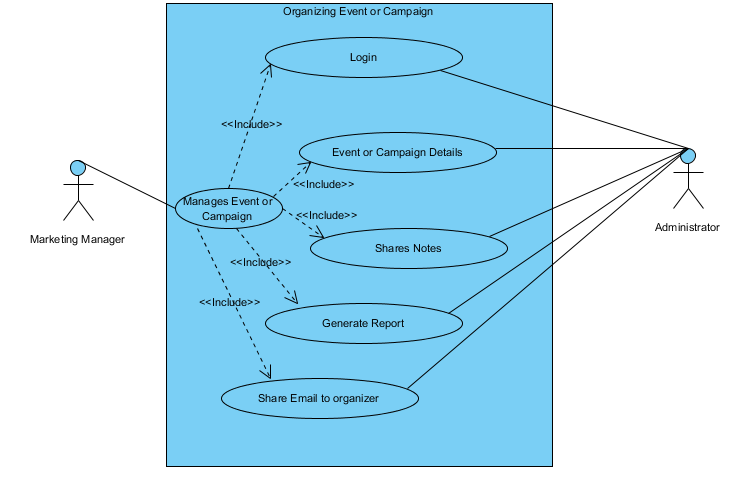 Organizing Event or Campaign
Login
<<Include>>
Event or Campaign Details
<<Include>>
Manages Event or
Campaign
<<Include>>
Shares Notes
<<Include>>
<<Include>>
Generate Report
Share Email to organizer
Marketing Manager
Administrator